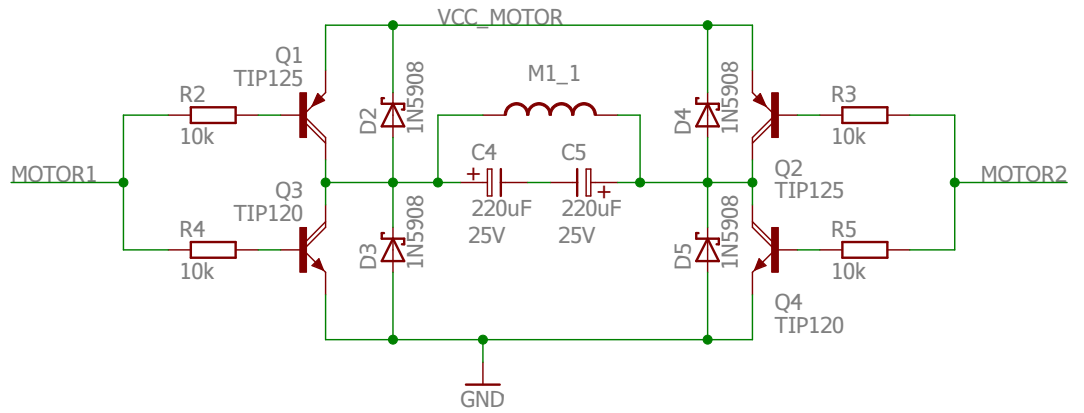 VCC_MOTOR
Q1
TIP125
M1_1
R2
10k
D2
1N5908
D4
1N5908
R3
10k
MOTOR1
C4
+
220uF
25V
C5
+
220uF
25V
Q2
TIP125
MOTOR2
Q3
TIP120
R4
10k
D3
1N5908
D5
1N5908
R5
10k
Q4
TIP120
GND